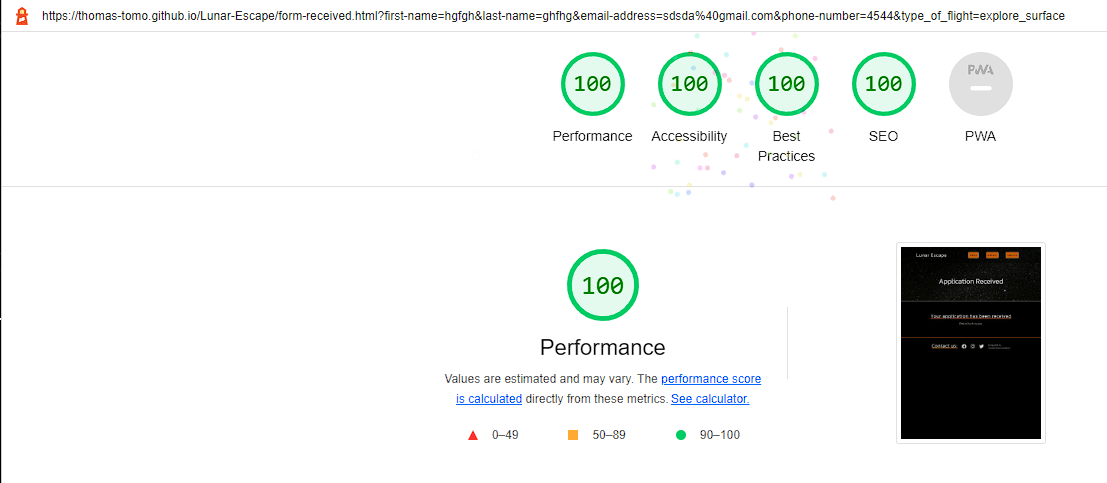 https://thomas-tomo.github.io/Lunar-Escape/form-received.html?first-name=hgfgh&last-name=ghfhg&email-address=sdsda%40gmail.com&phone-number=4544&type_of_flight=explore_surface
100 100 100 100 PWA
Performance Accessibility Best Practices SEO PWA
100
Performance
Values are estimated and may vary. The performance score
is calculated directly from these metrics. See calculator.
0–49 50–89 90–100
Lunar Escape
Application Received
Your application has been received
Contact us: